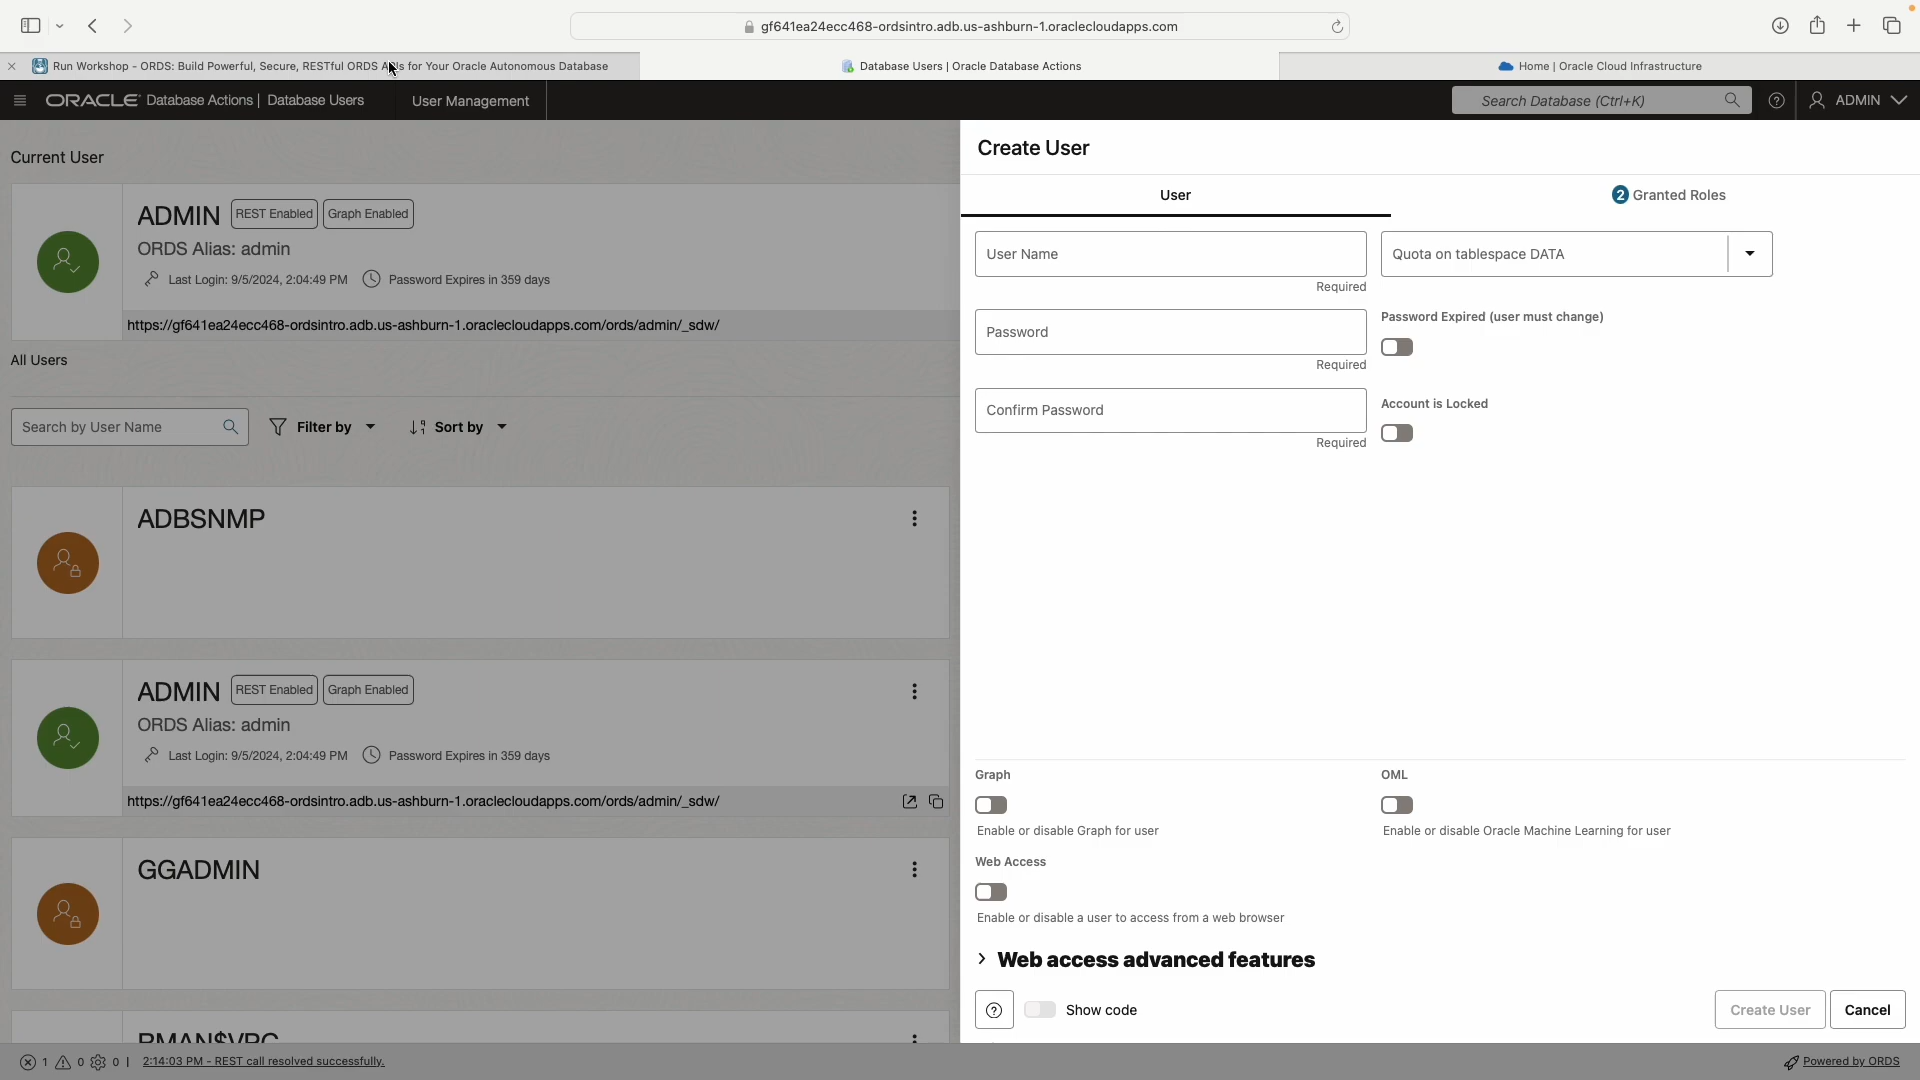 gf641ea24ecc468-ordsintro.adb.us-ashburn-1.oraclecloudapps.com
Run Workshop - ORDS: Build Powerful, Secure, RESTful ORDS APIs for Your Oracle Autonomous Database
Database Users | Oracle Database Actions
Home | Oracle Cloud Infrastructure
ORACLE Database Actions | Database Users
User Management
Search Database (Ctrl+K)
ADMIN
Current User
ADMIN REST Enabled Graph Enabled
ORDS Alias: admin
Last Login: 9/5/2024, 2:04:49 PM Password Expires in 359 days
https://gf641ea24ecc468-ordsintro.adb.us-ashburn-1.oraclecloudapps.com/ords/admin/_sdw/
All Users
Search by User Name
Filter by
Sort by
ADBSNMP
ADMIN REST Enabled Graph Enabled
ORDS Alias: admin
Last Login: 9/5/2024, 2:04:49 PM Password Expires in 359 days
https://gf641ea24ecc468-ordsintro.adb.us-ashburn-1.oraclecloudapps.com/ords/admin/_sdw/
GGADMIN
RMAN$VPC
Create User
User
2 Granted Roles
User Name
Required
Quota on tablespace DATA
Password
Required
Password Expired (user must change)
Confirm Password
Required
Account is Locked
Graph
Enable or disable Graph for user
OML
Enable or disable Oracle Machine Learning for user
Web Access
Enable or disable a user to access from a web browser
Web access advanced features
Show code
Create User
Cancel
1 0 0 | 2:14:03 PM - REST call resolved successfully.
Powered by ORDS